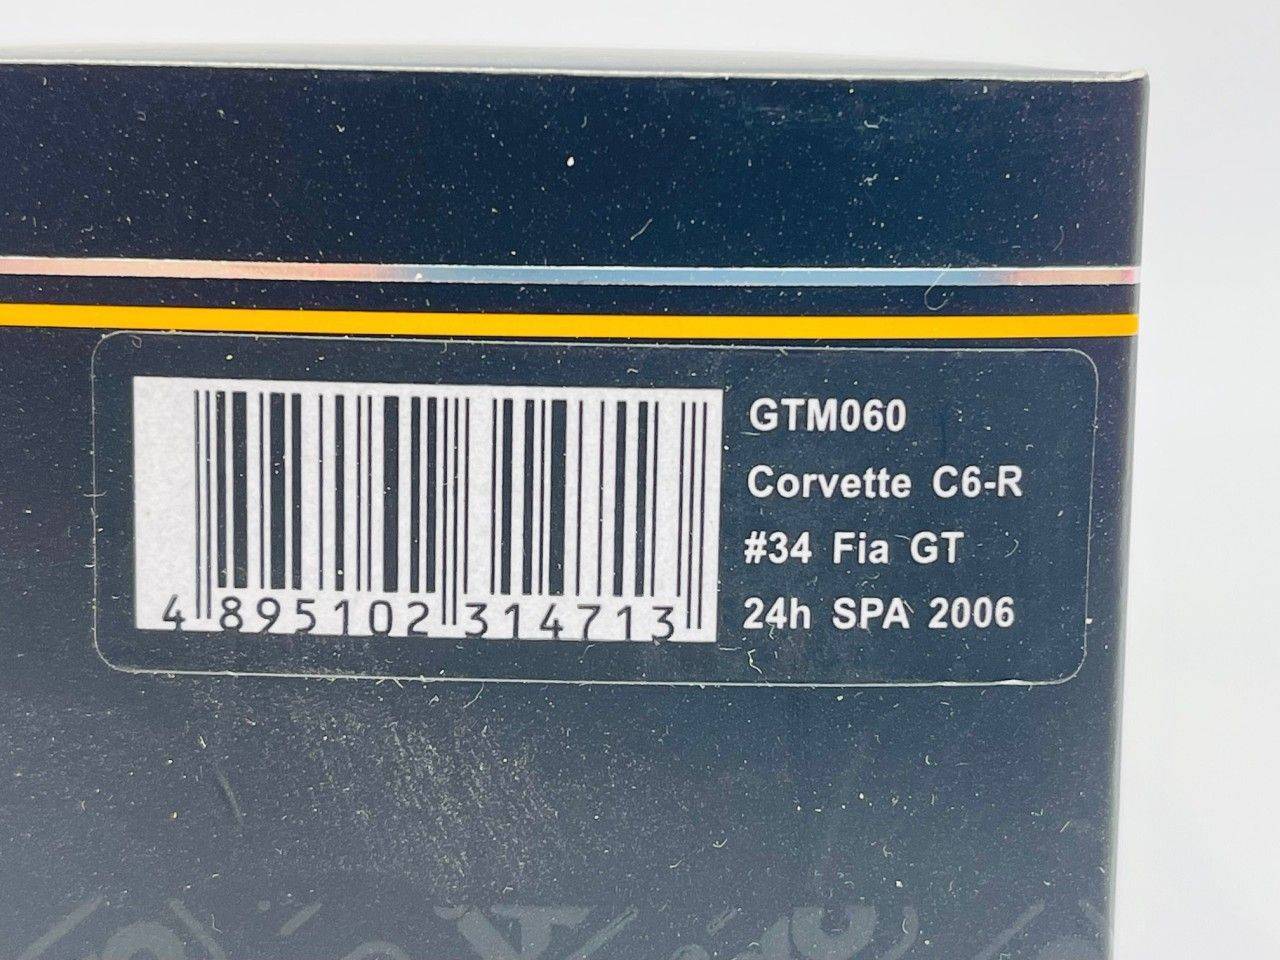 GTM060
Corvette C6-R
#34 Fia GT
24h SPA 2006
4 895102 314713